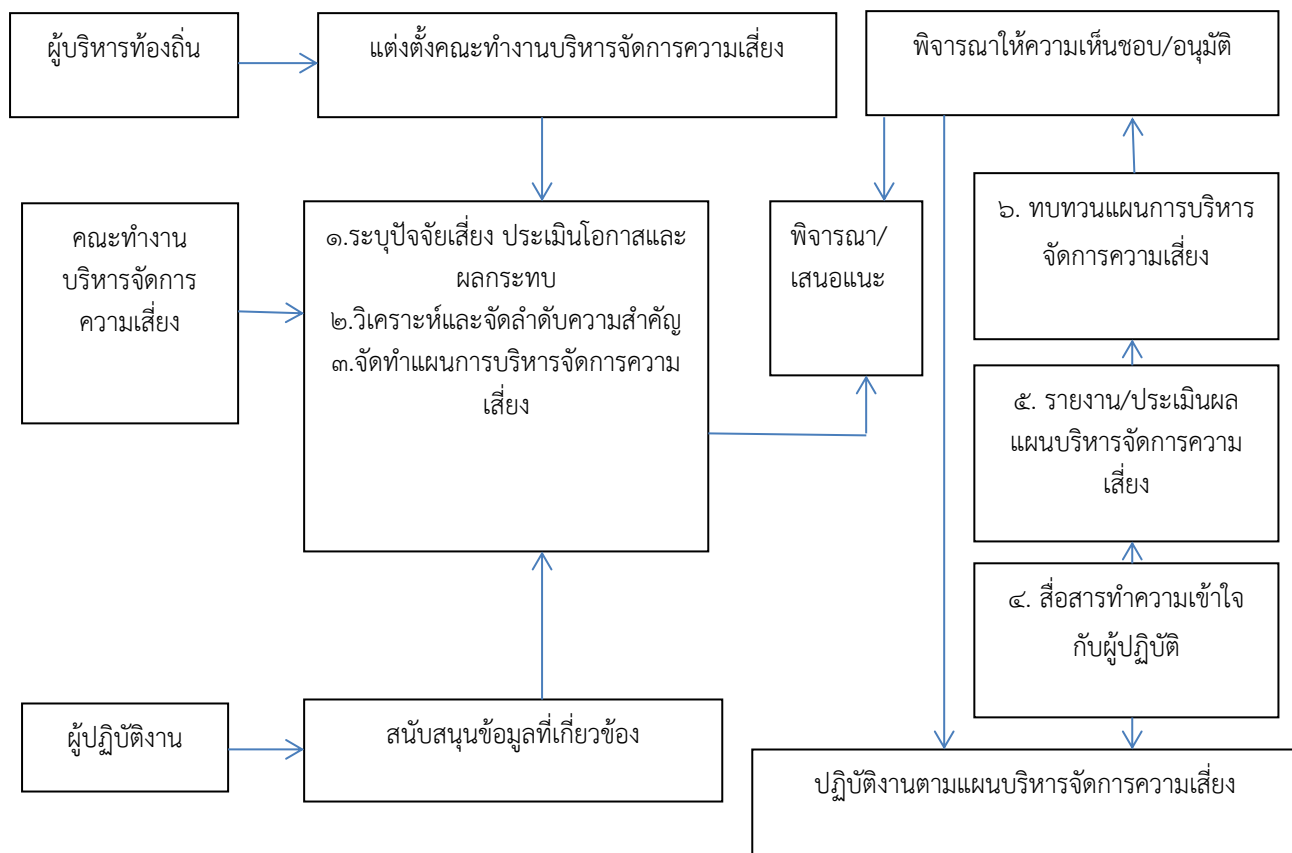 ผู้บริหารท้องถิ่น
แต่งตั้งคณะทำงานบริหารจัดการความเสี่ยง
พิจารณาให้ความเห็นชอบ/อนุมัติ
คณะทำงาน
บริหารจัดการ
ความเสี่ยง
๑.ระบุปัจจัยเสี่ยง ประเมินโอกาสและ
ผลกระทบ
๒.วิเคราะห์และจัดลำดับความสำคัญ
๓.จัดทำแผนการบริหารจัดการความ
เสี่ยง
พิจารณา/
เสนอแนะ
๖. ทบทวนแผนการบริหาร
จัดการความเสี่ยง
๕. รายงาน/ประเมินผล
แผนบริหารจัดการความ
เสี่ยง
๔. สื่อสารทำความเข้าใจ
กับผู้ปฏิบัติ
ผู้ปฏิบัติงาน
สนับสนุนข้อมูลที่เกี่ยวข้อง
ปฏิบัติงานตามแผนบริหารจัดการความเสี่ยง